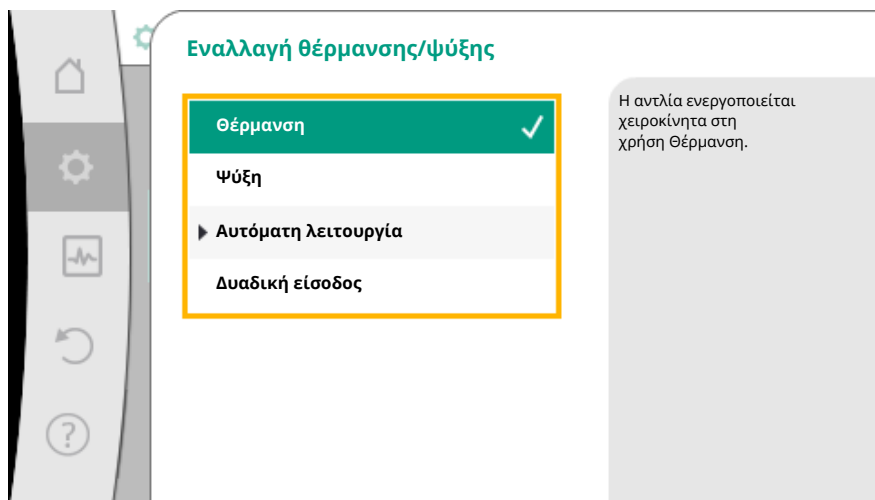 Εναλλαγή θέρμανσης/ψύξης
Θέρμανση
Ψύξη
Αυτόματη λειτουργία
Δυαδική είσοδος
Η αντλία ενεργοποιείται
χειροκίνητα στη
χρήση Θέρμανση.
?